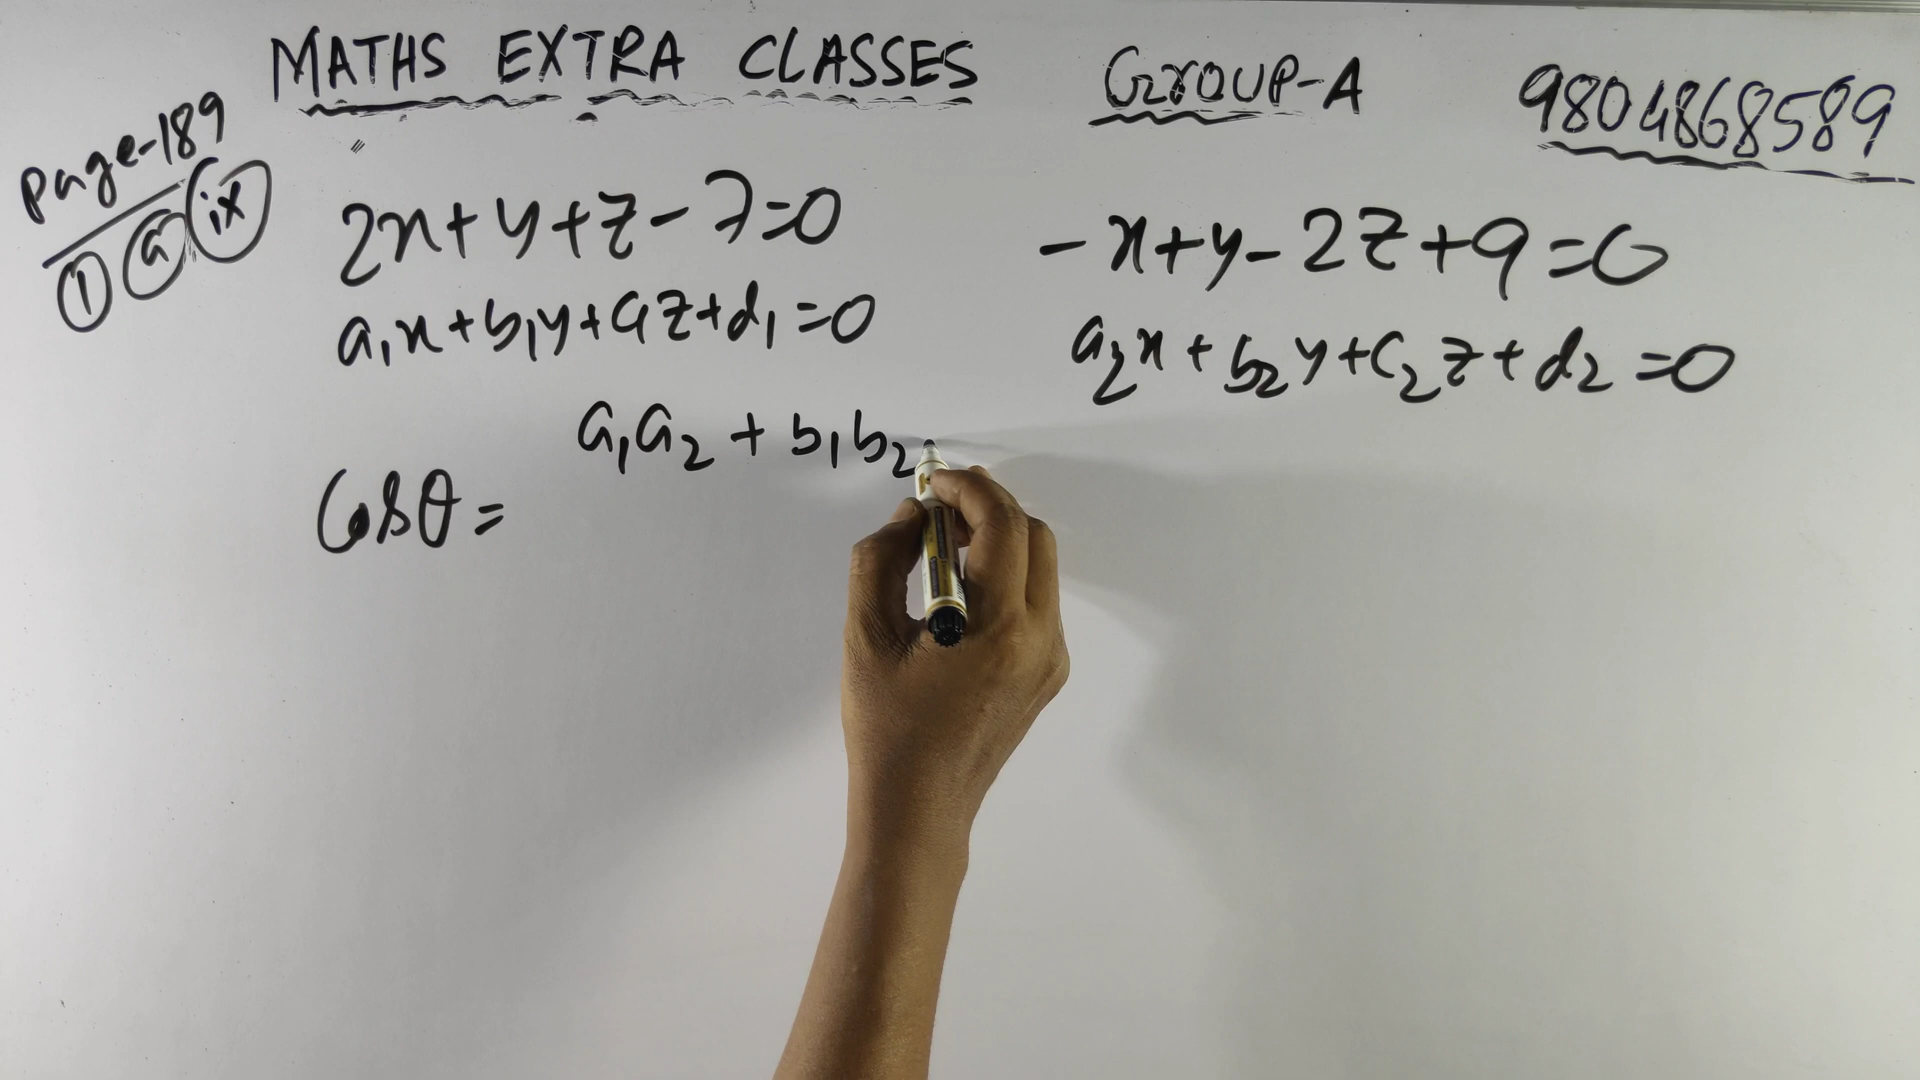 MATHS EXTRA CLASSES
GROUP-A
9804868589
Page-189
1 a ix
2x+y+z-7=0
-x+y-2z+9=0
a₁x+b₁y+c₁z+d₁=0
a₂x+b₂y+c₂z+d₂=0
a₁a₂+b₁b₂
Cosθ=